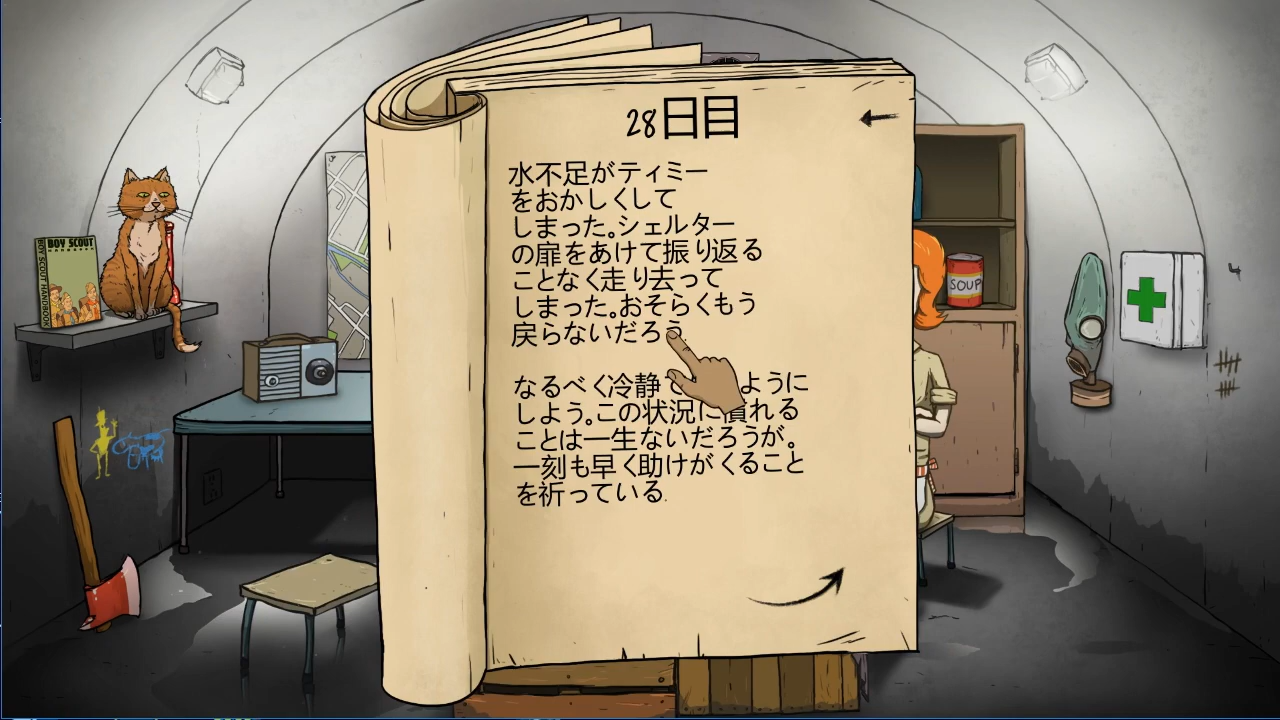 BOY SCOUT
BOY SCOUT HANDBOOK
28日目
水不足がティミー
をおかしくして
しまった。シェルター
の扉をあけて振り返る
ことなく走り去って
しまった。おそらくもう
戻らないだろう
なるべく冷静 ように
しよう。この状況に慣れる
ことは一生ないだろうが。
一刻も早く助けがくること
を祈っている.
SOUP